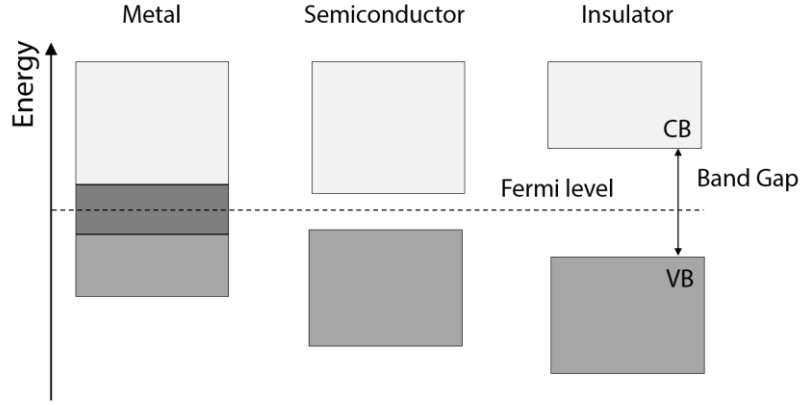 Metal
Semiconductor
Insulator
Energy
CB
Fermi level
Band Gap
VB